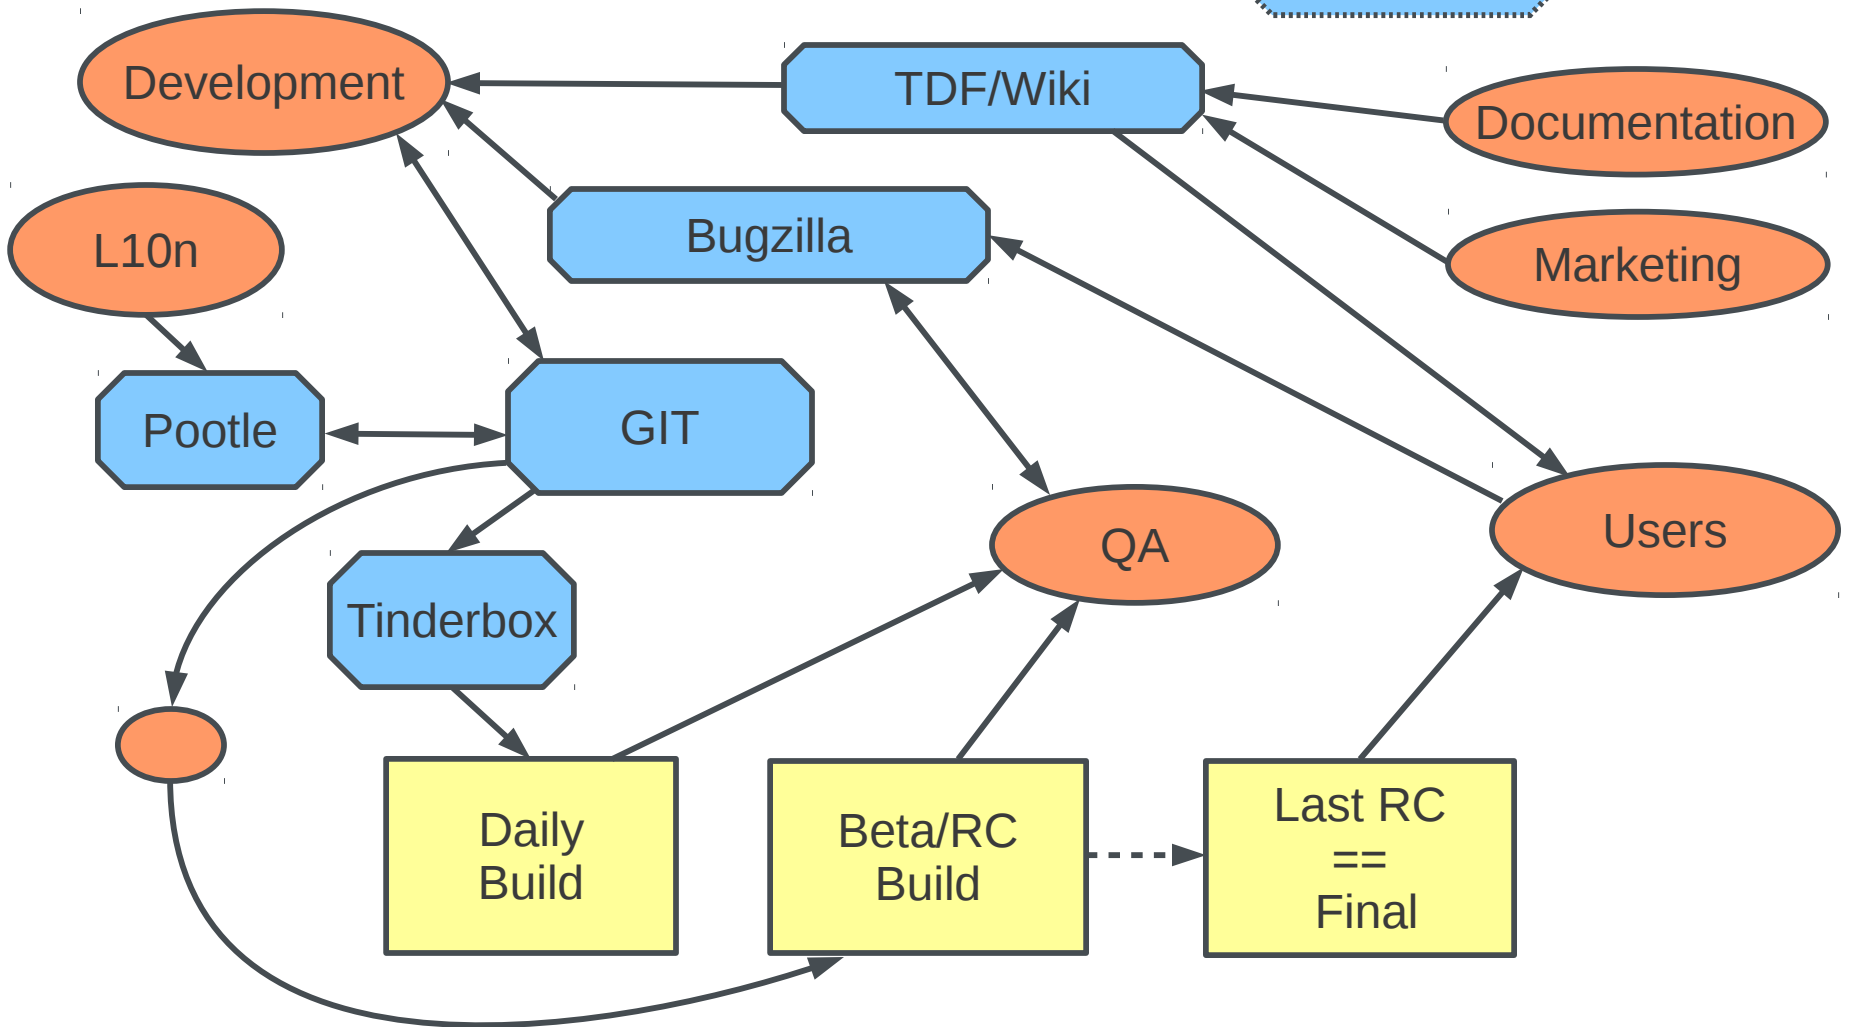 Development
TDF/Wiki
Documentation
L10n
Bugzilla
Marketing
Pootle
GIT
QA
Users
Tinderbox
Daily
Build
Beta/RC
Build
Last RC
==
Final